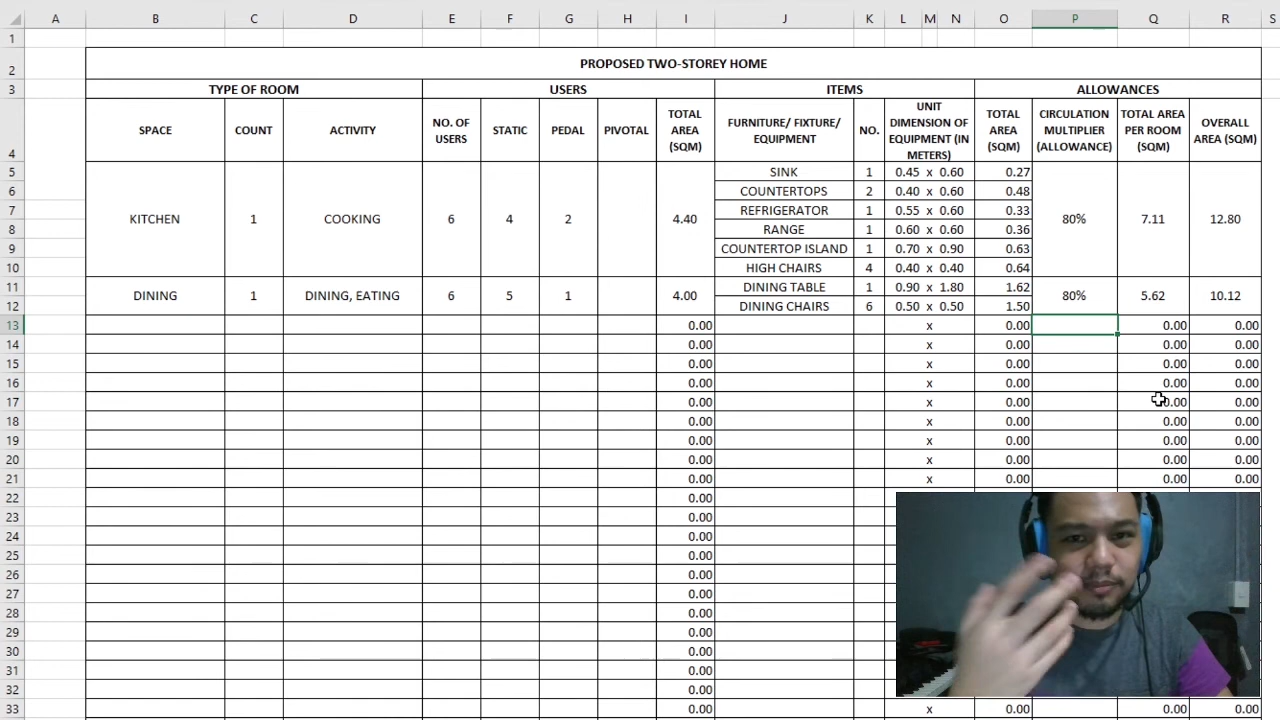 A B C D E F G H I J K L M N O P Q R S
1
2 PROPOSED TWO-STOREY HOME
3 TYPE OF ROOM USERS ITEMS ALLOWANCES
4 SPACE COUNT ACTIVITY NO. OF USERS STATIC PEDAL PIVOTAL TOTAL AREA (SQM) FURNITURE/ FIXTURE/ EQUIPMENT NO. UNIT DIMENSION OF EQUIPMENT (IN METERS) TOTAL AREA (SQM) CIRCULATION MULTIPLIER (ALLOWANCE) TOTAL AREA PER ROOM (SQM) OVERALL AREA (SQM)
5 SINK 1 0.45 x 0.60 0.27
6 COUNTERTOPS 2 0.40 x 0.60 0.48
7 KITCHEN 1 COOKING 6 4 2 4.40 REFRIGERATOR 1 0.55 x 0.60 0.33 80% 7.11 12.80
8 RANGE 1 0.60 x 0.60 0.36
9 COUNTERTOP ISLAND 1 0.70 x 0.90 0.63
10 HIGH CHAIRS 4 0.40 x 0.40 0.64
11 DINING 1 DINING, EATING 6 5 1 4.00 DINING TABLE 1 0.90 x 1.80 1.62 80% 5.62 10.12
12 DINING CHAIRS 6 0.50 x 0.50 1.50
13 0.00 x 0.00 0.00 0.00
14 0.00 x 0.00 0.00 0.00
15 0.00 x 0.00 0.00 0.00
16 0.00 x 0.00 0.00 0.00
17 0.00 x 0.00 0.00 0.00
18 0.00 x 0.00 0.00 0.00
19 0.00 x 0.00 0.00 0.00
20 0.00 x 0.00 0.00 0.00
21 0.00 x 0.00 0.00 0.00
22 0.00
23 0.00
24 0.00
25 0.00
26 0.00
27 0.00
28 0.00
29 0.00
30 0.00
31 0.00
32 0.00
33 0.00 x 0.00 0.00 0.00